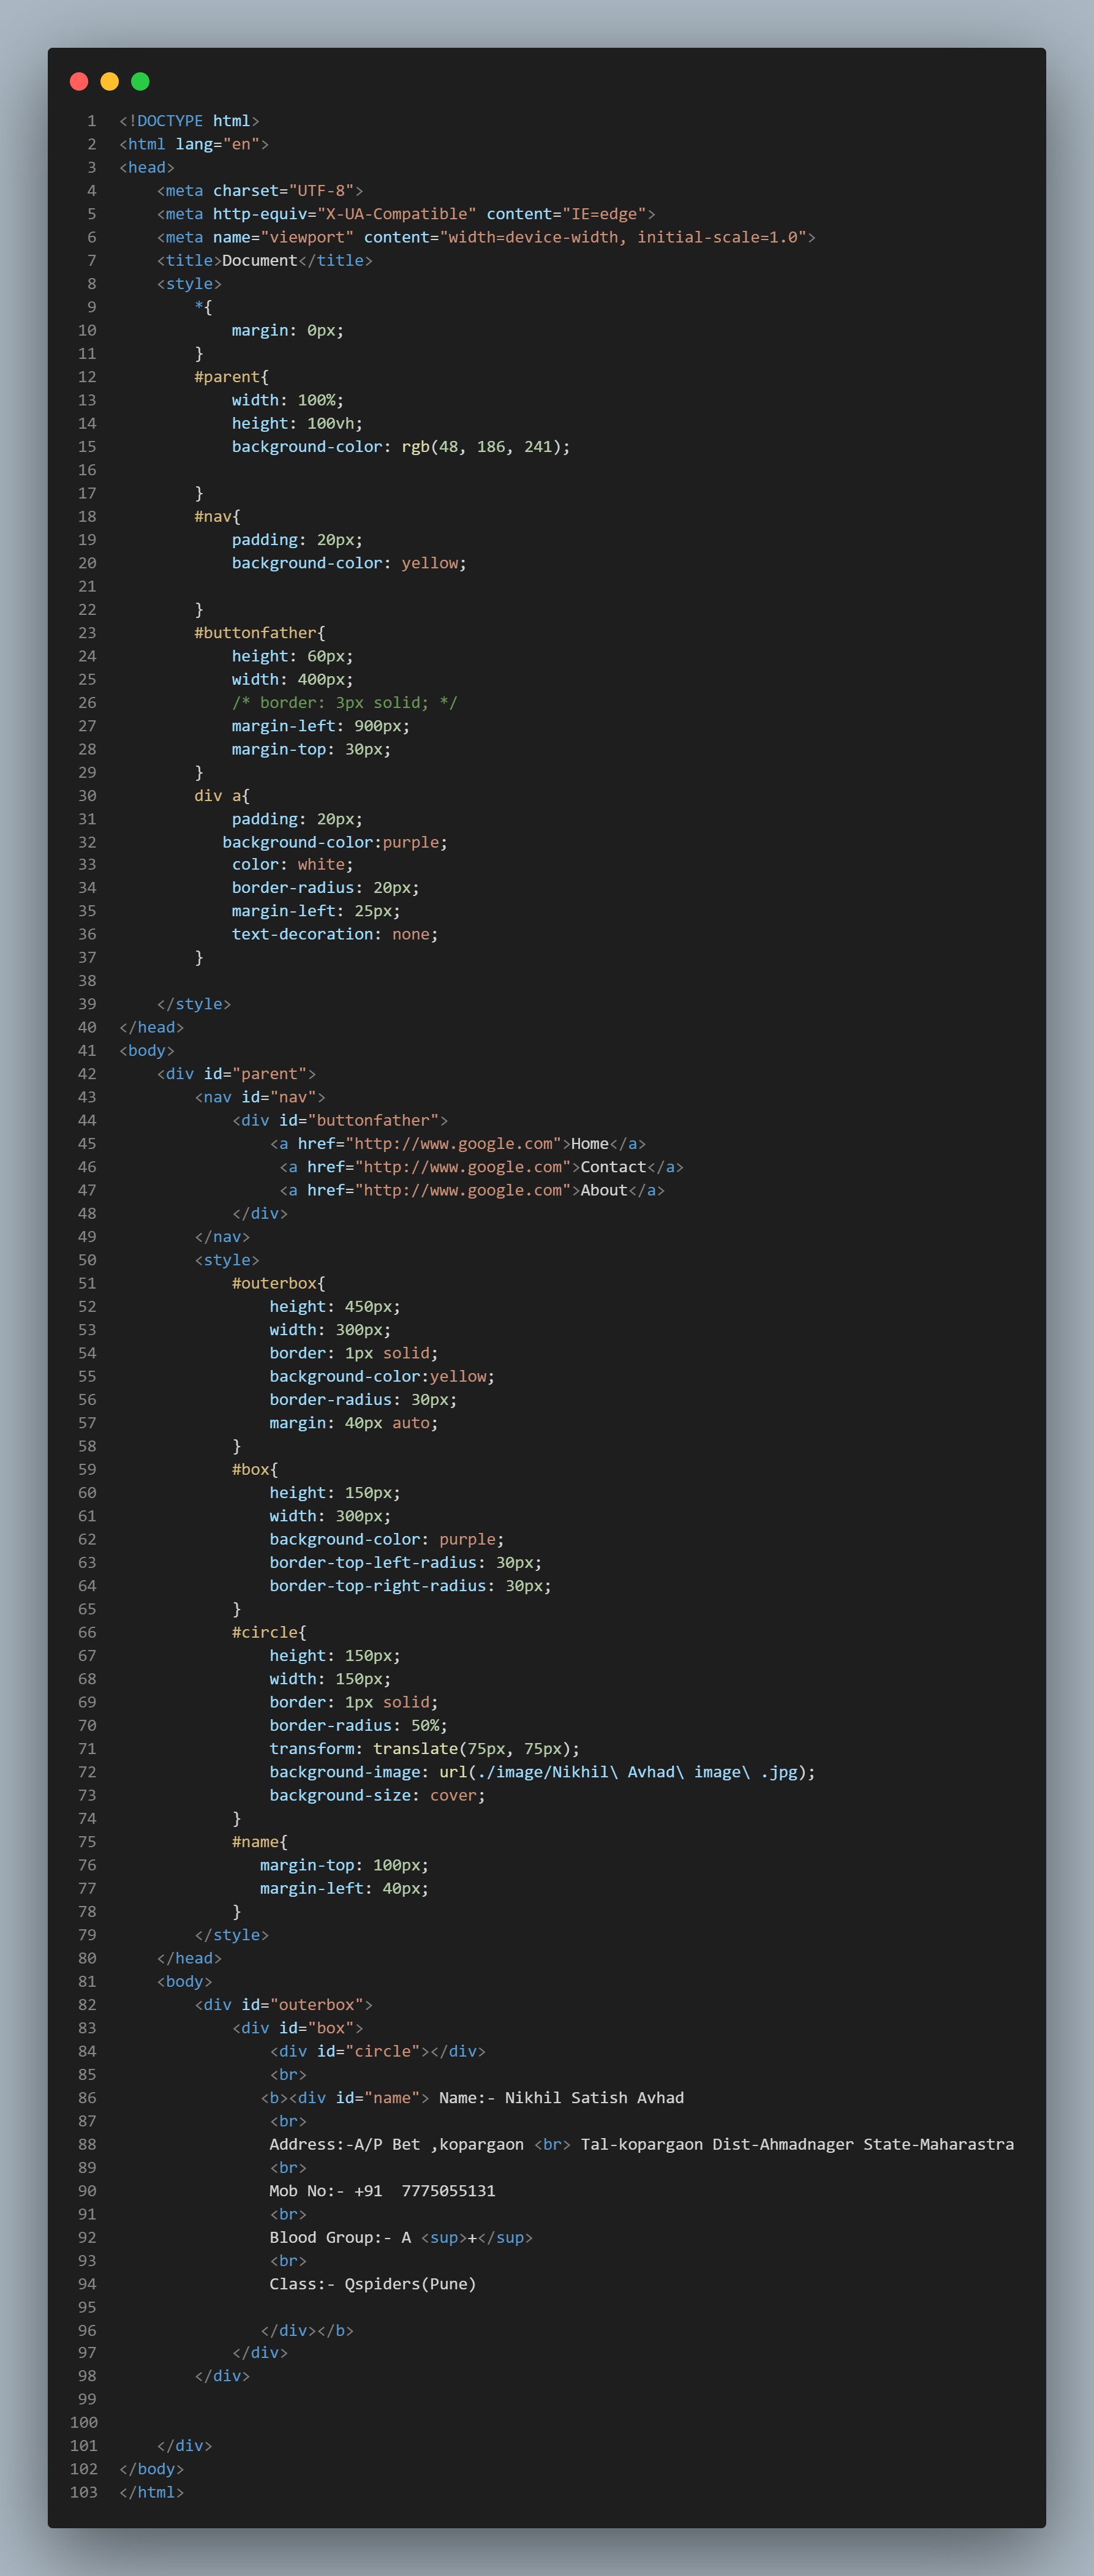 1 <!DOCTYPE html>
2 <html lang="en">
3 <head>
4     <meta charset="UTF-8">
5     <meta http-equiv="X-UA-Compatible" content="IE=edge">
6     <meta name="viewport" content="width=device-width, initial-scale=1.0">
7     <title>Document</title>
8     <style>
9         *{
10             margin: 0px;
11         }
12         #parent{
13             width: 100%;
14             height: 100vh;
15             background-color: rgb(48, 186, 241);
16
17         }
18         #nav{
19             padding: 20px;
20             background-color: yellow;
21
22         }
23         #buttonfather{
24             height: 60px;
25             width: 400px;
26             /* border: 3px solid; */
27             margin-left: 900px;
28             margin-top: 30px;
29         }
30         div a{
31             padding: 20px;
32            background-color:purple;
33             color: white;
34             border-radius: 20px;
35             margin-left: 25px;
36             text-decoration: none;
37         }
38
39     </style>
40 </head>
41 <body>
42     <div id="parent">
43         <nav id="nav">
44             <div id="buttonfather">
45                 <a href="http://www.google.com">Home</a>
46                  <a href="http://www.google.com">Contact</a>
47                  <a href="http://www.google.com">About</a>
48             </div>
49         </nav>
50         <style>
51             #outerbox{
52                 height: 450px;
53                 width: 300px;
54                 border: 1px solid;
55                 background-color:yellow;
56                 border-radius: 30px;
57                 margin: 40px auto;
58             }
59             #box{
60                 height: 150px;
61                 width: 300px;
62                 background-color: purple;
63                 border-top-left-radius: 30px;
64                 border-top-right-radius: 30px;
65             }
66             #circle{
67                 height: 150px;
68                 width: 150px;
69                 border: 1px solid;
70                 border-radius: 50%;
71                 transform: translate(75px, 75px);
72                 background-image: url(./image/Nikhil\ Avhad\ image\ .jpg);
73                 background-size: cover;
74             }
75             #name{
76                margin-top: 100px;
77                margin-left: 40px;
78             }
79         </style>
80     </head>
81     <body>
82         <div id="outerbox">
83             <div id="box">
84                 <div id="circle"></div>
85                 <br>
86                <b><div id="name"> Name:- Nikhil Satish Avhad
87                 <br>
88                 Address:-A/P Bet ,kopargaon <br> Tal-kopargaon Dist-Ahmadnager State-Maharastra
89                 <br>
90                 Mob No:- +91  7775055131
91                 <br>
92                 Blood Group:- A <sup>+</sup>
93                 <br>
94                 Class:- Qspiders(Pune)
95
96                </div></b>
97             </div>
98         </div>
99
100
101     </div>
102 </body>
103 </html>